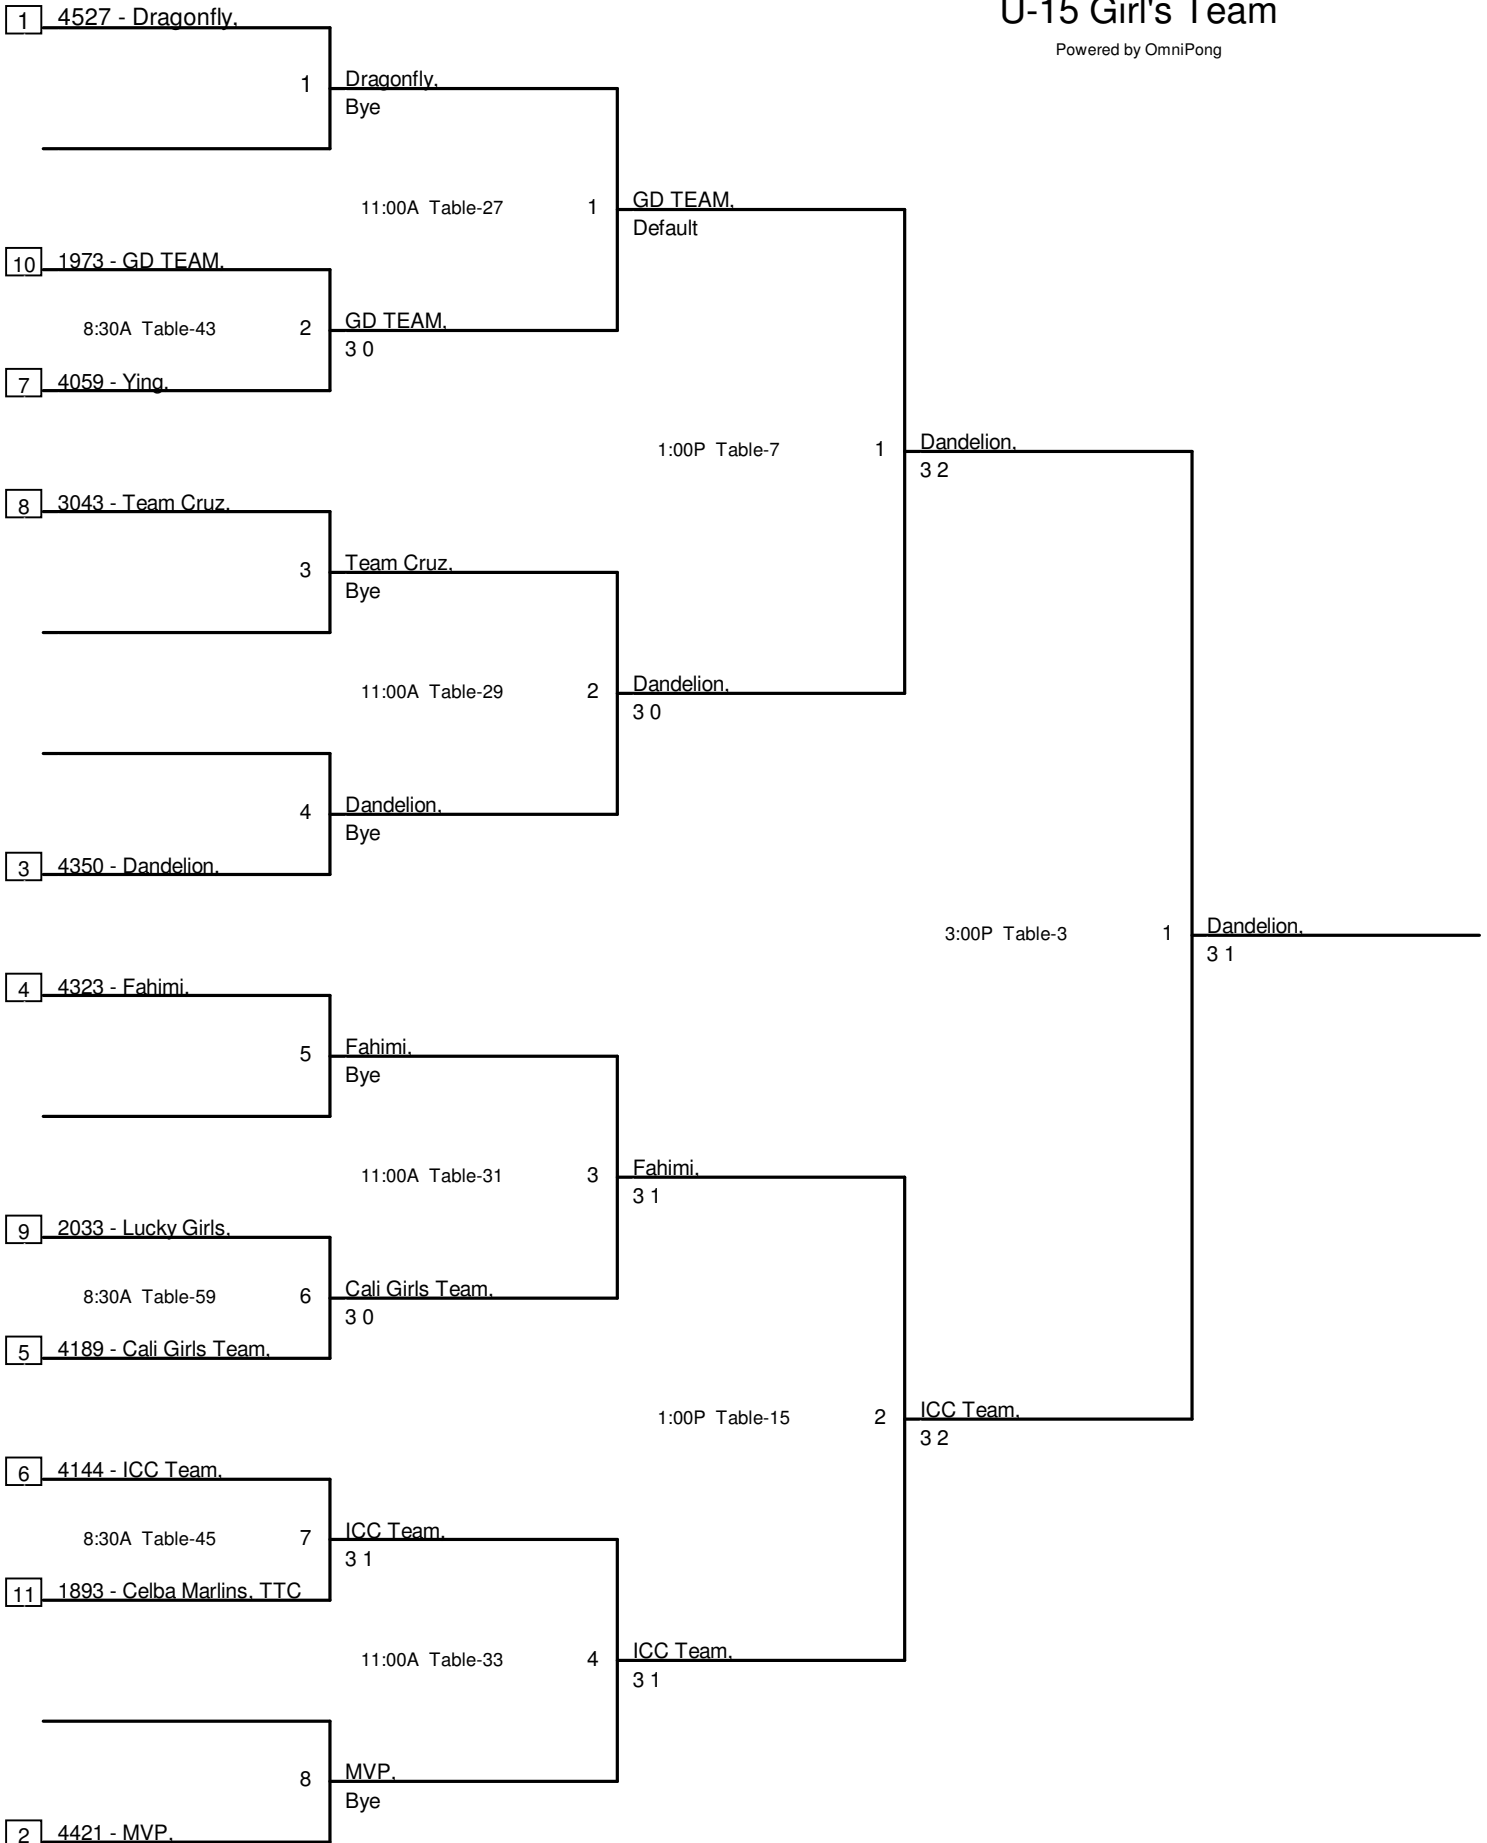 U-15 Girl's Team
Powered by OmniPong
1 4527 - Dragonfly,
1 Dragonfly,
Bye
11:00A Table-27 1 GD TEAM,
Default
10 1973 - GD TEAM,
8:30A Table-43 2 GD TEAM,
3 0
7 4059 - Ying,
1:00P Table-7 1 Dandelion,
3 2
8 3043 - Team Cruz,
3 Team Cruz,
Bye
11:00A Table-29 2 Dandelion,
3 0
4 Dandelion,
Bye
3 4350 - Dandelion,
3:00P Table-3 1 Dandelion,
3 1
4 4323 - Fahimi,
5 Fahimi,
Bye
11:00A Table-31 3 Fahimi,
3 1
9 2033 - Lucky Girls,
8:30A Table-59 6 Cali Girls Team,
3 0
5 4189 - Cali Girls Team,
1:00P Table-15 2 ICC Team,
3 2
6 4144 - ICC Team,
8:30A Table-45 7 ICC Team,
3 1
11 1893 - Celba Marlins, TTC
11:00A Table-33 4 ICC Team,
3 1
8 MVP,
Bye
2 4421 - MVP,